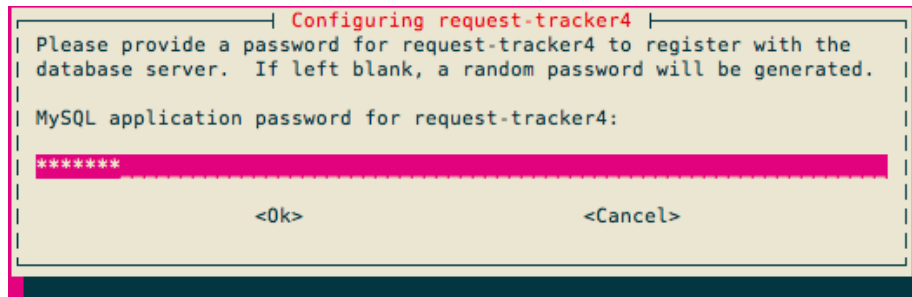 Configuring request-tracker4
Please provide a password for request-tracker4 to register with the
database server.  If left blank, a random password will be generated.
MySQL application password for request-tracker4:
*******
<Ok> <Cancel>